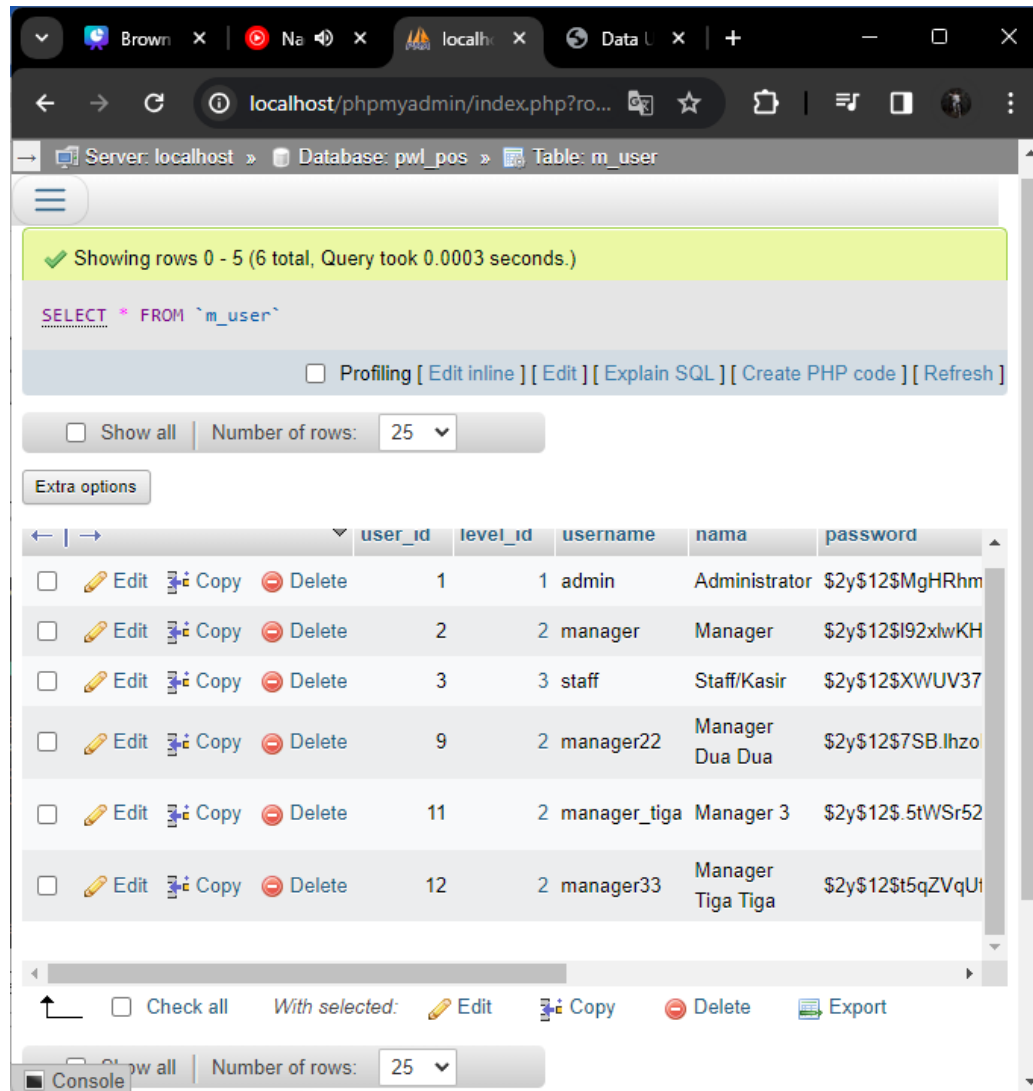 Brown
Na
localh
Data U
localhost/phpmyadmin/index.php?ro...
Server: localhost » Database: pwl_pos » Table: m_user
Showing rows 0 - 5 (6 total, Query took 0.0003 seconds.)
SELECT * FROM `m_user`
Profiling [ Edit inline ] [ Edit ] [ Explain SQL ] [ Create PHP code ] [ Refresh ]
Show all Number of rows: 25
Extra options
user_id level_id username nama password
Edit Copy Delete 1 1 admin Administrator $2y$12$MgHRhm
Edit Copy Delete 2 2 manager Manager $2y$12$I92xlwKH
Edit Copy Delete 3 3 staff Staff/Kasir $2y$12$XWUV37
Edit Copy Delete 9 2 manager22 Manager Dua Dua $2y$12$7SB.lhzo
Edit Copy Delete 11 2 manager_tiga Manager 3 $2y$12$.5tWSr52
Edit Copy Delete 12 2 manager33 Manager Tiga Tiga $2y$12$t5qZVqUf
Check all With selected: Edit Copy Delete Export
Show all Number of rows: 25
Console